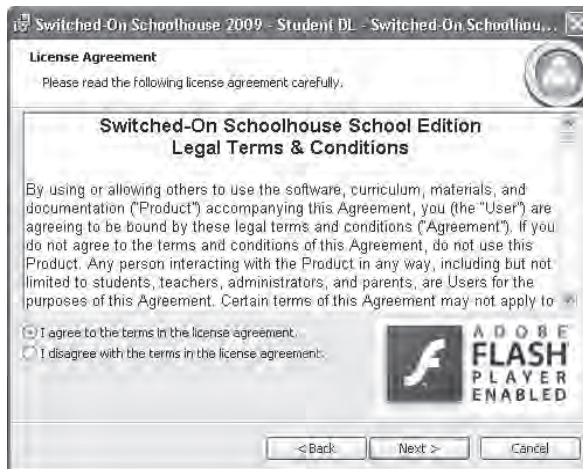 Switched-On Schoolhouse 2009 - Student DL - Switched-On Schoolhou...
License Agreement
Please read the following license agreement carefully.
Switched-On Schoolhouse School Edition
Legal Terms & Conditions
By using or allowing others to use the software, curriculum, materials, and
documentation ("Product") accompanying this Agreement, you (the "User") are
agreeing to be bound by these legal terms and conditions ("Agreement"). If you
do not agree to the terms and conditions of this Agreement, do not use this
Product. Any person interacting with the Product in any way, including but not
limited to students, teachers, administrators, and parents, are Users for the
purposes of this Agreement. Certain terms of this Agreement may not apply to
I agree to the terms in the license agreement.
I disagree with the terms in the license agreement.
ADOBE
FLASH
PLAYER
ENABLED
< Back
Next >
Cancel